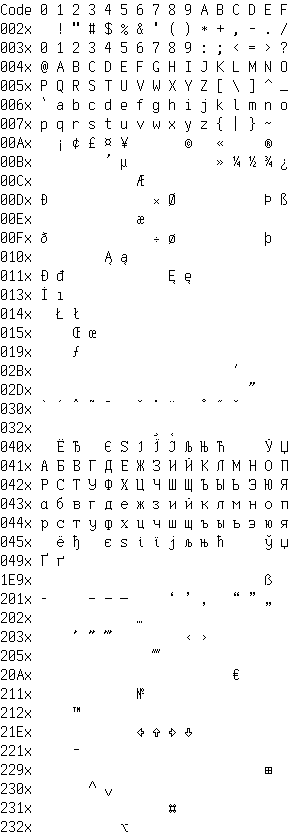 Code 0 1 2 3 4 5 6 7 8 9 A B C D E F
002x ! " # $ % & ' ( ) * + , - . /
003x 0 1 2 3 4 5 6 7 8 9 : ; < = > ?
004x @ A B C D E F G H I J K L M N O
005x P Q R S T U V W X Y Z [ \ ] ^ _
006x ` a b c d e f g h i j k l m n o
007x p q r s t u v w x y z { | } ~
00Ax ¡ ¢ £ ¤ ¥ © « ®
00Bx ´ µ » ¼ ½ ¾ ¿
00Cx Æ
00Dx Ð × Ø Þ ß
00Ex æ
00Fx ð ÷ ø þ
010x Ą ą
011x Đ đ Ę ę
013x İ ı
014x Ł ł
015x Œ œ
019x ƒ
02Bx ʼ
02Dx ˝
030x
032x
040x Ё Ђ Є Ѕ І Ї Ј Љ Њ Ћ Ў Џ
041x А Б В Г Д Е Ж З И Й К Л М Н О П
042x Р С Т У Ф Х Ц Ч Ш Щ Ъ Ы Ь Э Ю Я
043x а б в г д е ж з и й к л м н о п
044x р с т у ф х ц ч ш щ ъ ы ь э ю я
045x ё ђ є ѕ і ї ј љ њ ћ ў џ
049x Ґ ґ
1E9x ẞ
201x ‐ – — ― ‘ ’ ‚ “ ” „
202x …
203x ′ ″ ‴ ‹ ›
205x ⁗
20Ax €
211x №
212x ™
21Ex ⇦ ⇧ ⇨ ⇩
221x −
229x ⊞
230x ⌃ ⌄
231x ⌗
232x ⌥